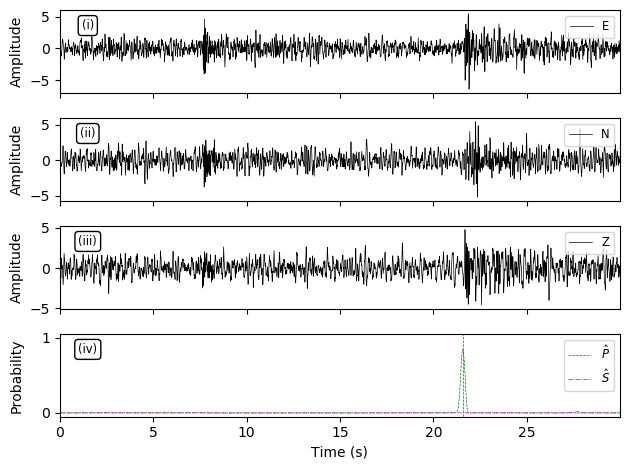 (i)
E
Amplitude
5
0
−5
(ii)
N
Amplitude
5
0
−5
(iii)
Z
Amplitude
5
0
−5
(iv)
P̂
Ŝ
Probability
1
0
0 5 10 15 20 25
Time (s)